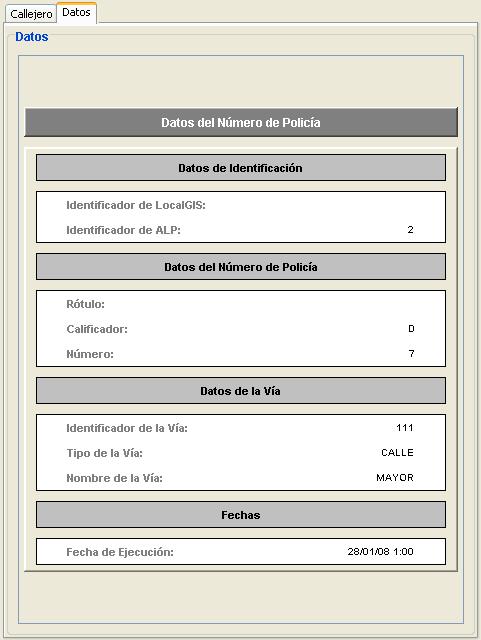 Callejero Datos
Datos
Datos del Número de Policía
Datos de Identificación
Identificador de LocalGIS:
Identificador de ALP: 2
Datos del Número de Policía
Rótulo:
Calificador: D
Número: 7
Datos de la Vía
Identificador de la Vía: 111
Tipo de la Vía: CALLE
Nombre de la Vía: MAYOR
Fechas
Fecha de Ejecución: 28/01/08 1:00